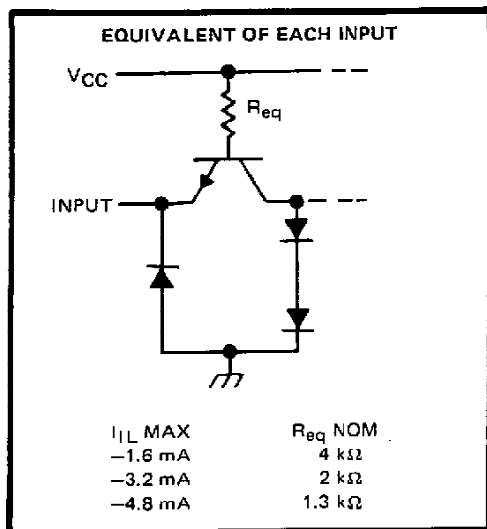 EQUIVALENT OF EACH INPUT
VCC
Req
INPUT
IIL MAX Req NOM
−1.6 mA 4 kΩ
−3.2 mA 2 kΩ
−4.8 mA 1.3 kΩ